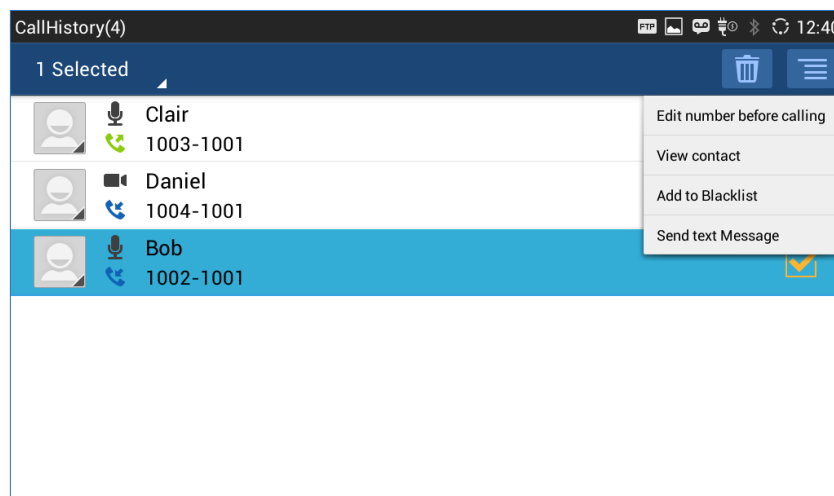 CallHistory(4)
FTP
12:40
1 Selected
Edit number before calling
View contact
Add to Blacklist
Send text Message
Clair
1003-1001
Daniel
1004-1001
Bob
1002-1001